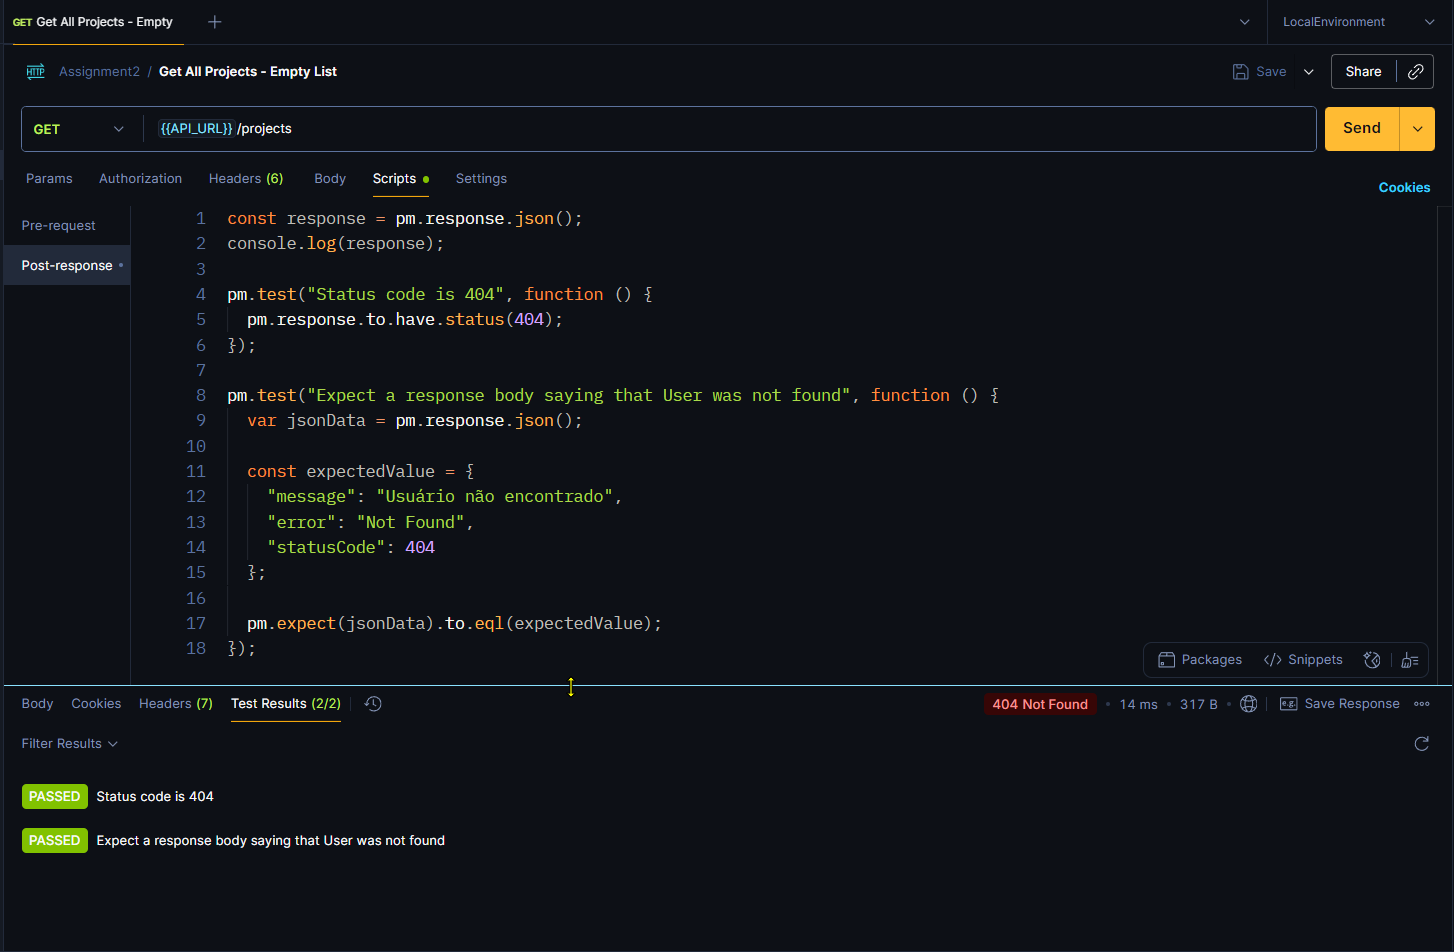 GET Get All Projects - Empty
LocalEnvironment
HTTP Assignment2 / Get All Projects - Empty List
Save
Share
GET
{{API_URL}} /projects
Send
Params Authorization Headers (6) Body Scripts Settings
Cookies
Pre-request
Post-response
1 const response = pm.response.json();
2 console.log(response);
3
4 pm.test("Status code is 404", function () {
5 pm.response.to.have.status(404);
6 });
7
8 pm.test("Expect a response body saying that User was not found", function () {
9 var jsonData = pm.response.json();
10
11 const expectedValue = {
12 "message": "Usuário não encontrado",
13 "error": "Not Found",
14 "statusCode": 404
15 };
16
17 pm.expect(jsonData).to.eql(expectedValue);
18 });
Packages </> Snippets
Body Cookies Headers (7) Test Results (2/2)
404 Not Found • 14 ms • 317 B • e.g. Save Response
Filter Results
PASSED Status code is 404
PASSED Expect a response body saying that User was not found